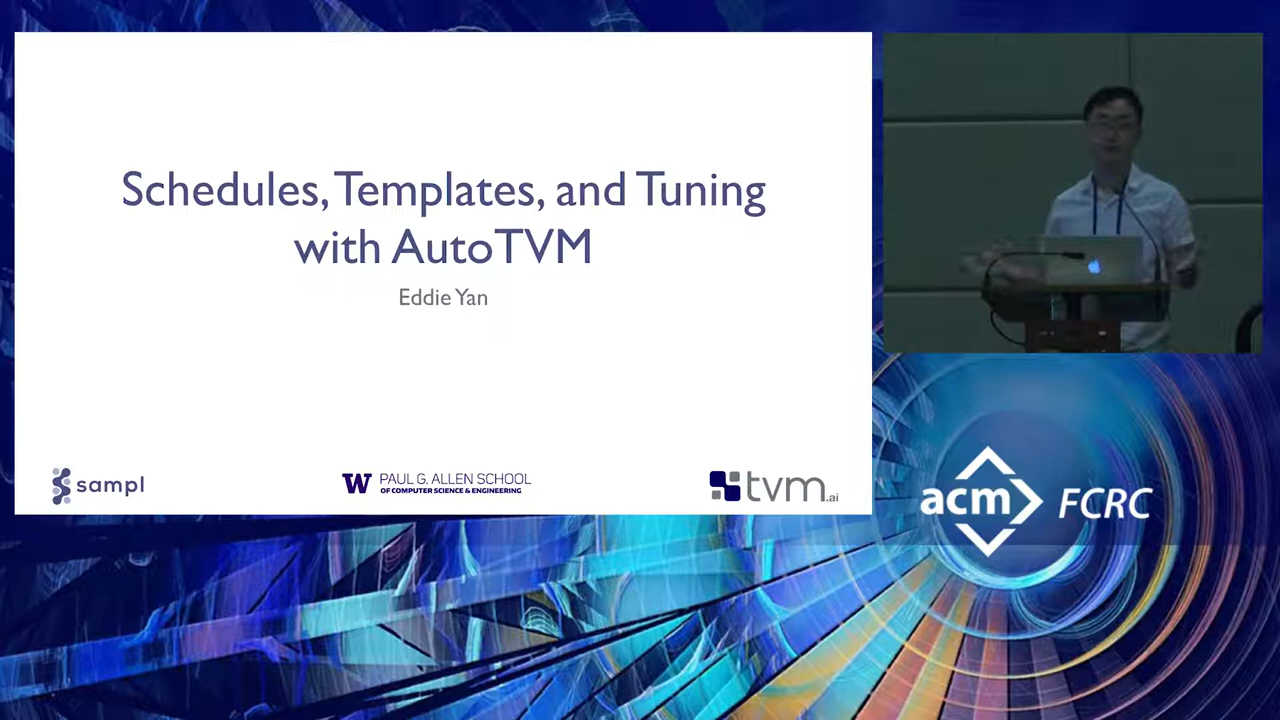 Schedules, Templates, and Tuning
with AutoTVM
Eddie Yan
sampl
W PAUL G. ALLEN SCHOOL
OF COMPUTER SCIENCE & ENGINEERING
tvm.ai
acm FCRC